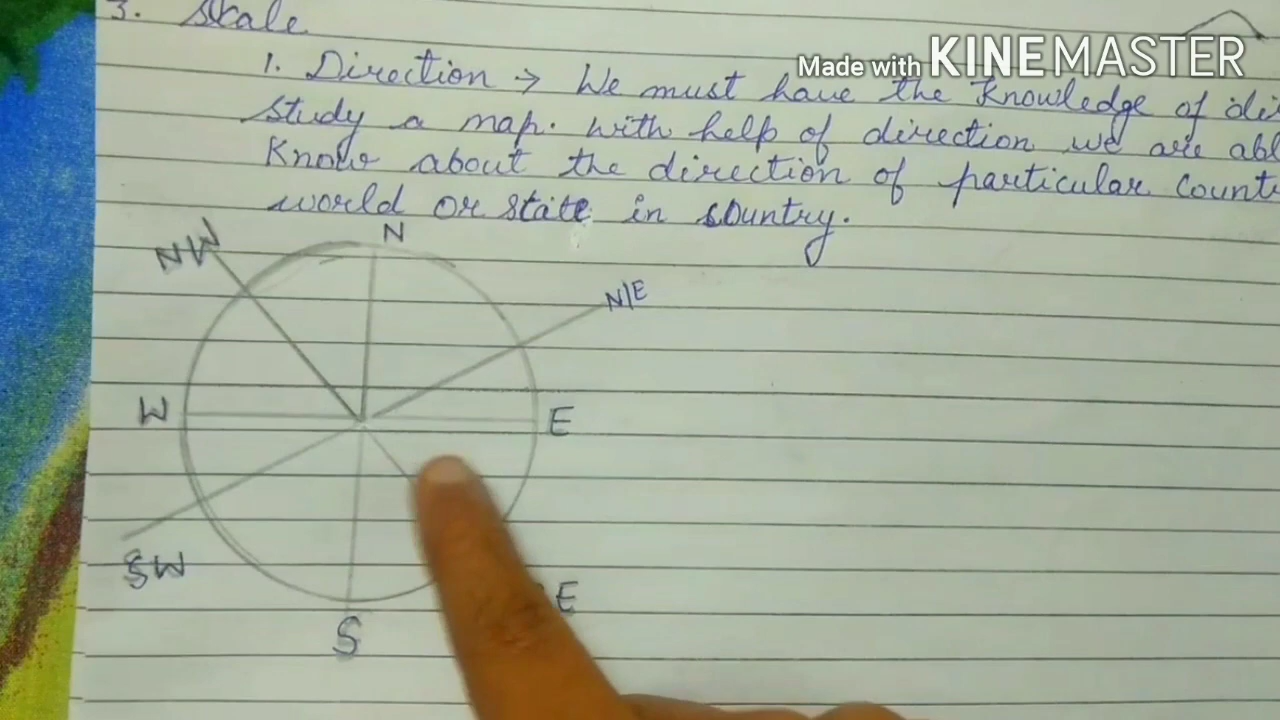 3. Scale
Made with KINEMASTER
1. Direction → We must have the Knowledge of
study a map. With help of direction we are
Know about the direction of particular
world or state in country.
N
NW
N/E
W
E
SW
E
S